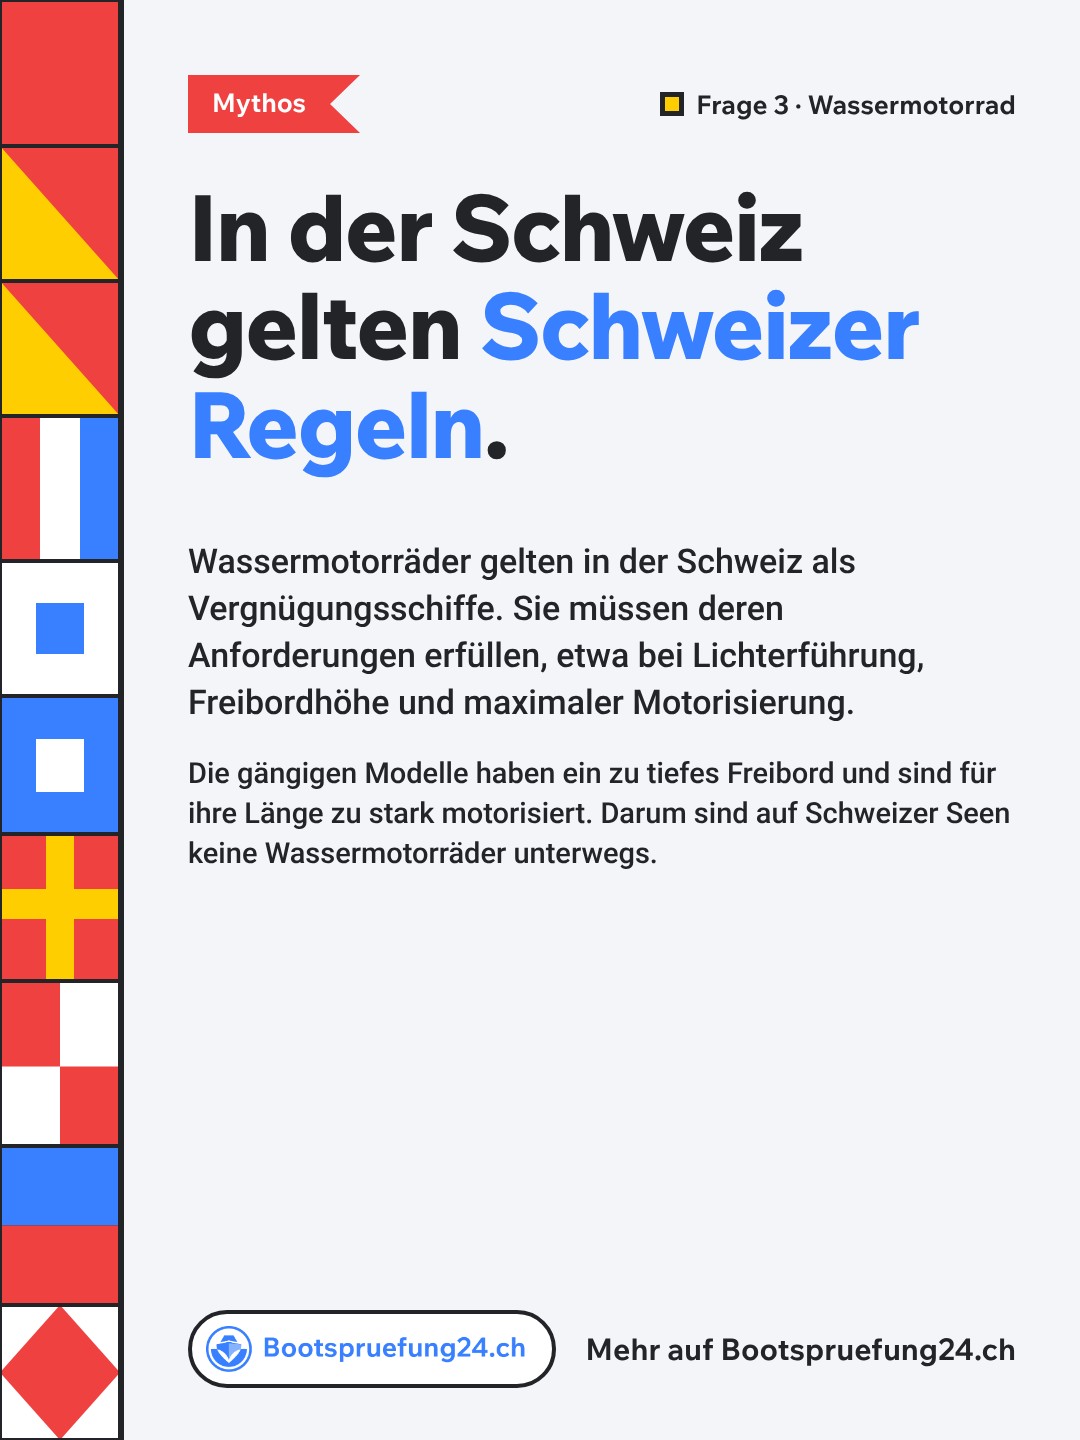 Mythos
Frage 3 · Wassermotorrad
In der Schweiz
gelten Schweizer
Regeln.
Wassermotorräder gelten in der Schweiz als
Vergnügungsschiffe. Sie müssen deren
Anforderungen erfüllen, etwa bei Lichterführung,
Freibordhöhe und maximaler Motorisierung.
Die gängigen Modelle haben ein zu tiefes Freibord und sind für
ihre Länge zu stark motorisiert. Darum sind auf Schweizer Seen
keine Wassermotorräder unterwegs.
Bootspruefung24.ch
Mehr auf Bootspruefung24.ch